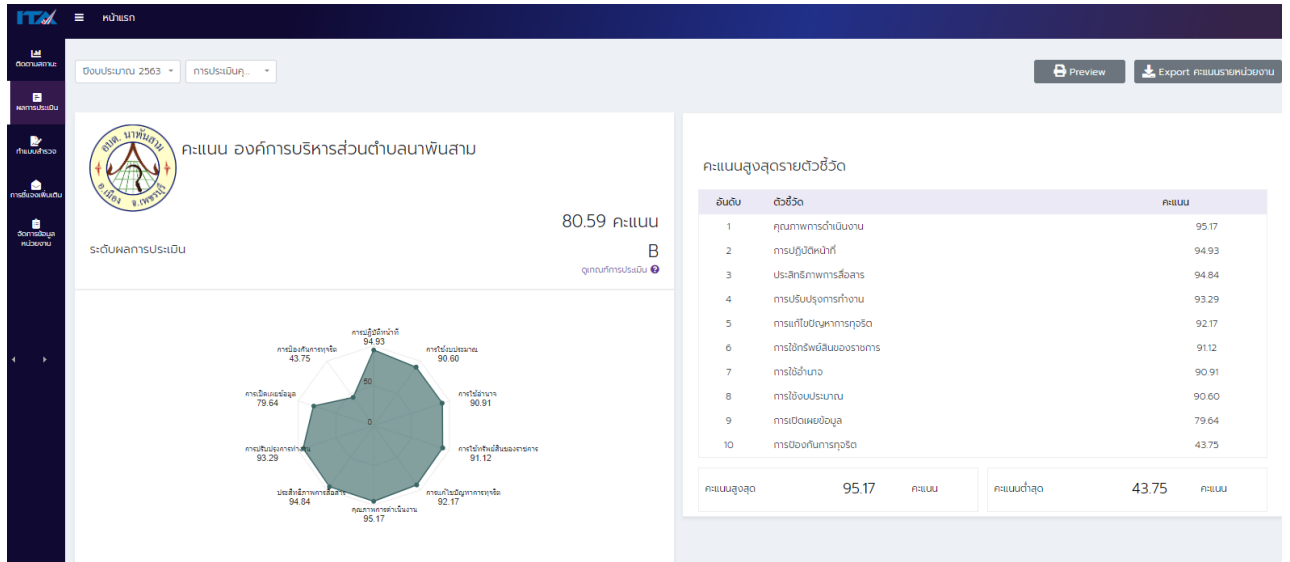 ITA
หน้าแรก
ติดตามสถานะ
ผลการประเมิน
ทำแบบสำรวจ
การชี้แจงเพิ่มเติม
จัดการข้อมูล
หน่วยงาน
ปีงบประมาณ 2563
การประเมินคุ...
Preview
Export คะแนนรายหน่วยงาน
อบต. นาพันสาม
อ.เมือง จ.เพชรบุรี
คะแนน องค์การบริหารส่วนตำบลนาพันสาม
80.59 คะแนน
ระดับผลการประเมิน
B
ดูเกณฑ์การประเมิน
การปฏิบัติหน้าที่
94.93
การป้องกันการทุจริต
43.75
การใช้งบประมาณ
90.60
50
การเปิดเผยข้อมูล
79.64
การใช้อำนาจ
90.91
0
การปรับปรุงการทำงาน
93.29
การใช้ทรัพย์สินของราชการ
91.12
ประสิทธิภาพการสื่อสาร
94.84
การแก้ไขปัญหาการทุจริต
92.17
คุณภาพการดำเนินงาน
95.17
คะแนนสูงสุดรายตัวชี้วัด
อันดับ ตัวชี้วัด คะแนน
1 คุณภาพการดำเนินงาน 95.17
2 การปฏิบัติหน้าที่ 94.93
3 ประสิทธิภาพการสื่อสาร 94.84
4 การปรับปรุงการทำงาน 93.29
5 การแก้ไขปัญหาการทุจริต 92.17
6 การใช้ทรัพย์สินของราชการ 91.12
7 การใช้อำนาจ 90.91
8 การใช้งบประมาณ 90.60
9 การเปิดเผยข้อมูล 79.64
10 การป้องกันการทุจริต 43.75
คะแนนสูงสุด 95.17 คะแนน
คะแนนต่ำสุด 43.75 คะแนน